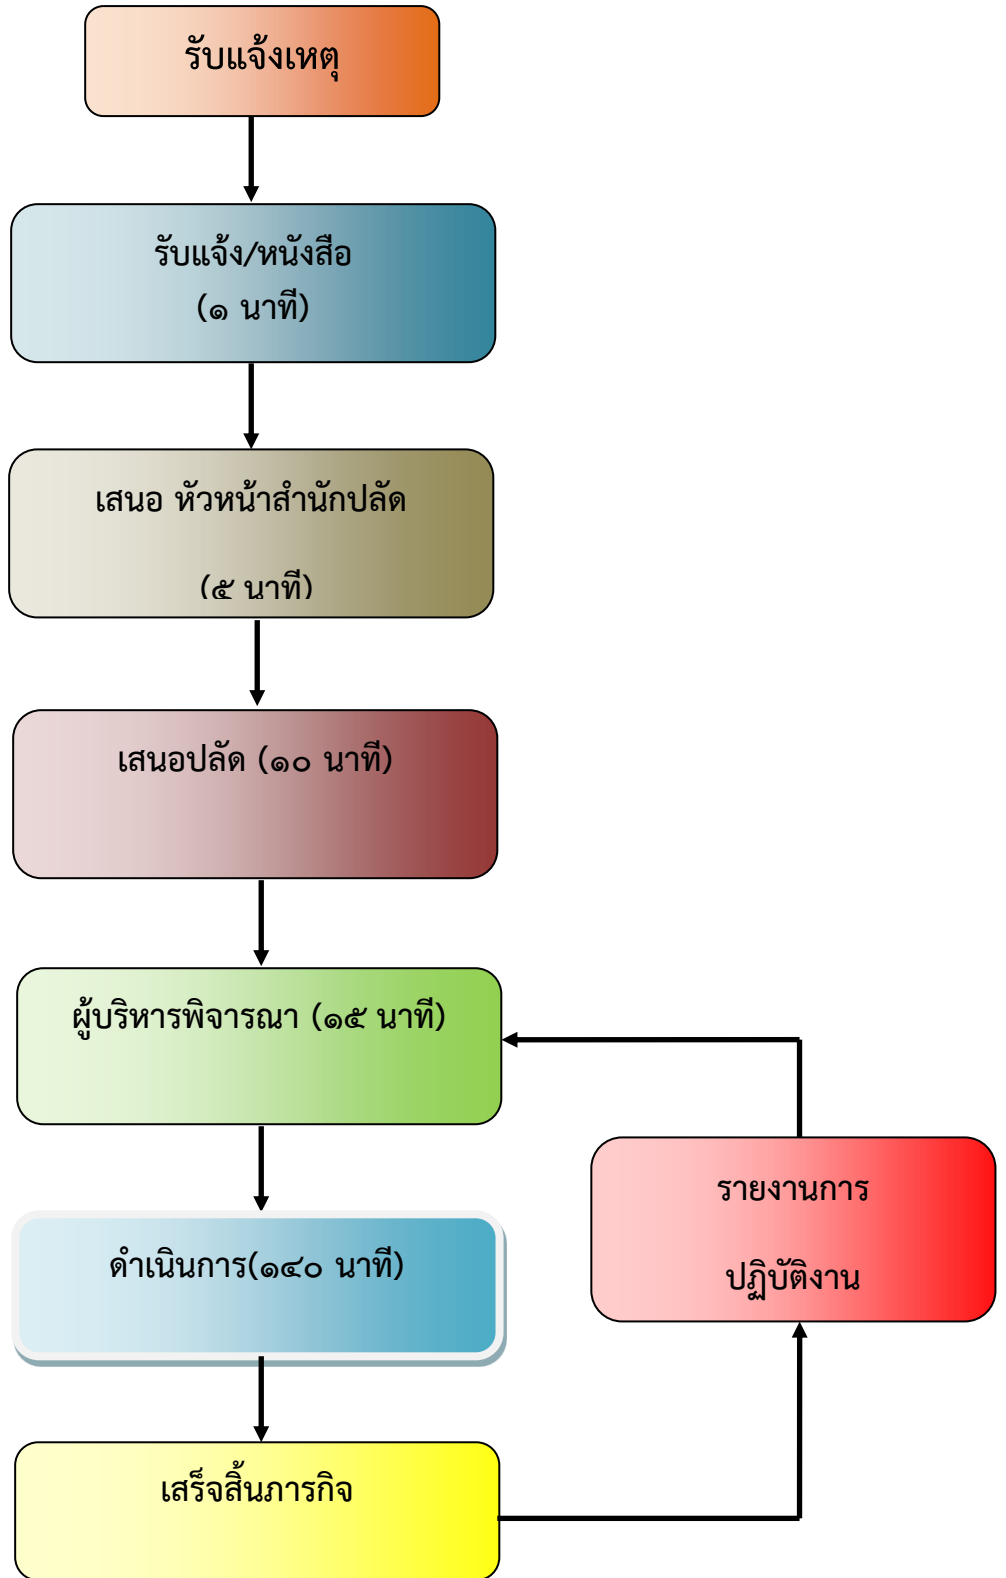 รับแจ้งเหตุ
รับแจ้ง/หนังสือ
(๑ นาที)
เสนอ หัวหน้าสำนักปลัด
(๕ นาที)
เสนอปลัด (๑๐ นาที)
ผู้บริหารพิจารณา (๑๕ นาที)
รายงานการ
ปฏิบัติงาน
ดำเนินการ(๑๔๐ นาที)
เสร็จสิ้นภารกิจ